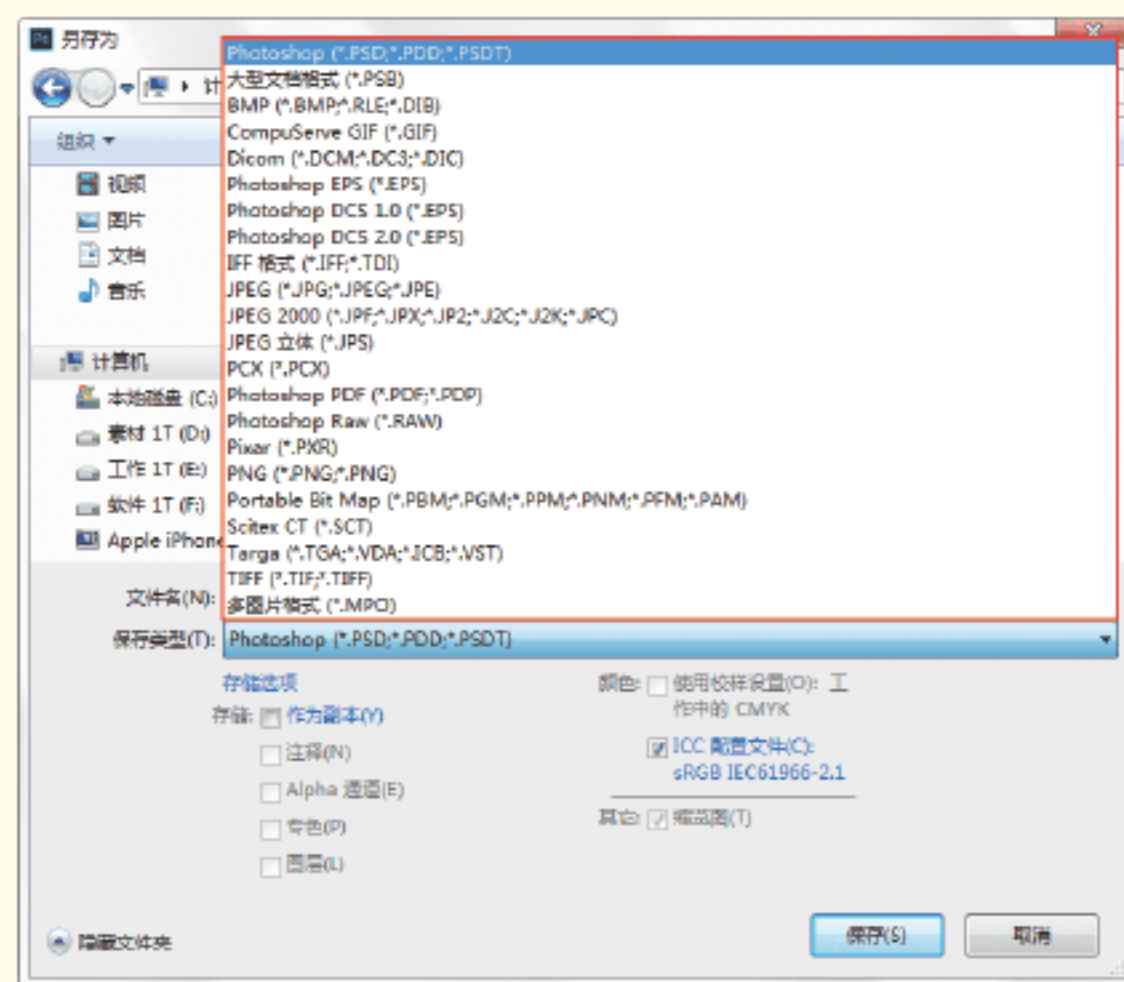 另存为
Photoshop (*.PSD;*.PDD;*.PSDT)
计
大型文档格式 (*.PSB)
BMP (*.BMP;*.RLE;*.DIB)
组织
CompuServe GIF (*.GIF)
Dicom (*.DCM;*.DC3;*.DIC)
视频
Photoshop EPS (*.EPS)
Photoshop DCS 1.0 (*.EPS)
图片
Photoshop DCS 2.0 (*.EPS)
文档
IFF 格式 (*.IFF;*.TDI)
音乐
JPEG (*.JPG;*.JPEG;*.JPE)
JPEG 2000 (*.JPF;*.JPX;*.JP2;*.J2C;*.J2K;*.JPC)
JPEG 立体 (*.JPS)
计算机
PCX (*.PCX)
本地磁盘 (C:)
Photoshop PDF (*.PDF;*.PDP)
Photoshop Raw (*.RAW)
素材 1T (D:)
Pixar (*.PXR)
工作 1T (E:)
PNG (*.PNG;*.PNG)
软件 1T (F:)
Portable Bit Map (*.PBM;*.PGM;*.PPM;*.PNM;*.PFM;*.PAM)
Scitex CT (*.SCT)
Apple iPhone
Targa (*.TGA;*.VDA;*.ICB;*.VST)
TIFF (*.TIF;*.TIFF)
文件名(N):
多图片格式 (*.MPO)
保存类型(T): Photoshop (*.PSD;*.PDD;*.PSDT)
存储选项
存储: 作为副本(Y)
注释(N)
Alpha 通道(E)
专色(P)
图层(L)
颜色: 使用校样设置(O): 工
作中的 CMYK
ICC 配置文件(C):
sRGB IEC61966-2.1
其它: 缩览图(T)
隐藏文件夹
保存(S)
取消